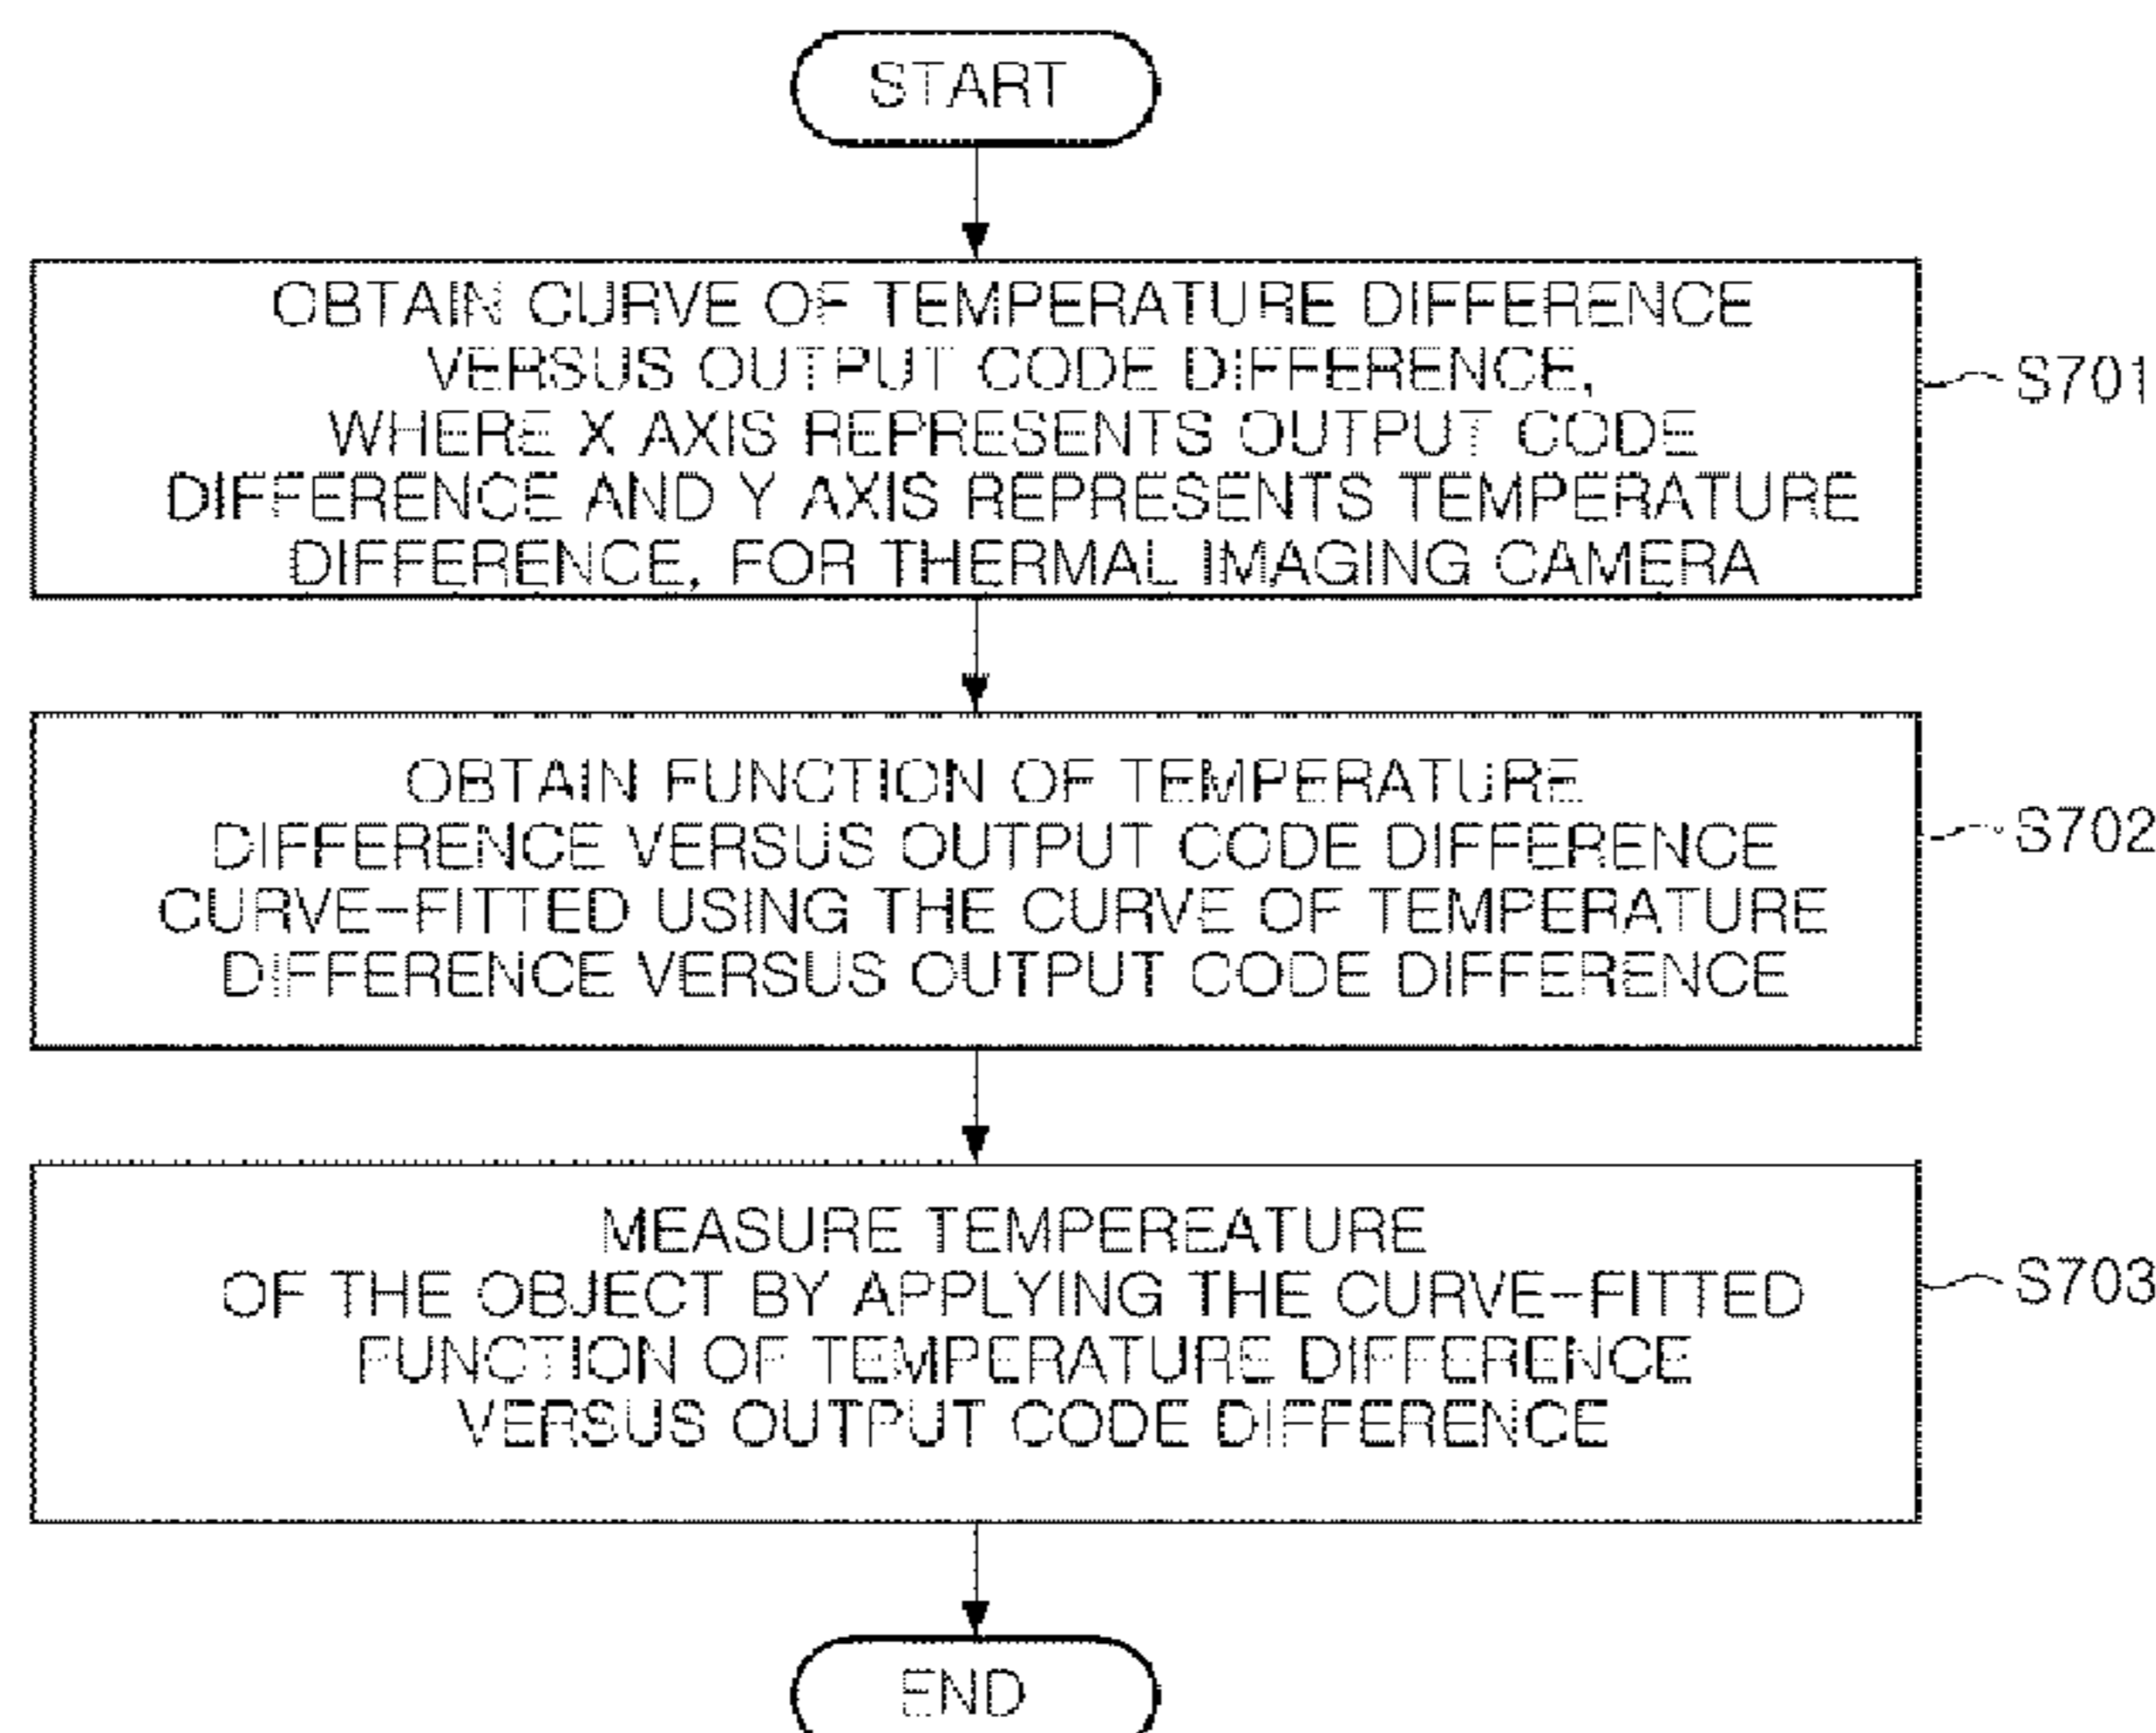 START
OBTAIN CURVE OF TEMPERATURE DIFFERENCE
VERSUS OUTPUT CODE DIFFERENCE,
WHERE X AXIS REPRESENTS OUTPUT CODE
DIFFERENCE AND Y AXIS REPRESENTS TEMPERATURE
DIFFERENCE, FOR THERMAL IMAGING CAMERA
S701
OBTAIN FUNCTION OF TEMPERATURE
DIFFERENCE VERSUS OUTPUT CODE DIFFERENCE
CURVE-FITTED USING THE CURVE OF TEMPERATURE
DIFFERENCE VERSUS OUTPUT CODE DIFFERENCE
S702
MEASURE TEMPEREATURE
OF THE OBJECT BY APPLYING THE CURVE-FITTED
FUNCTION OF TEMPERATURE DIFFERENCE
VERSUS OUTPUT CODE DIFFERENCE
S703
END